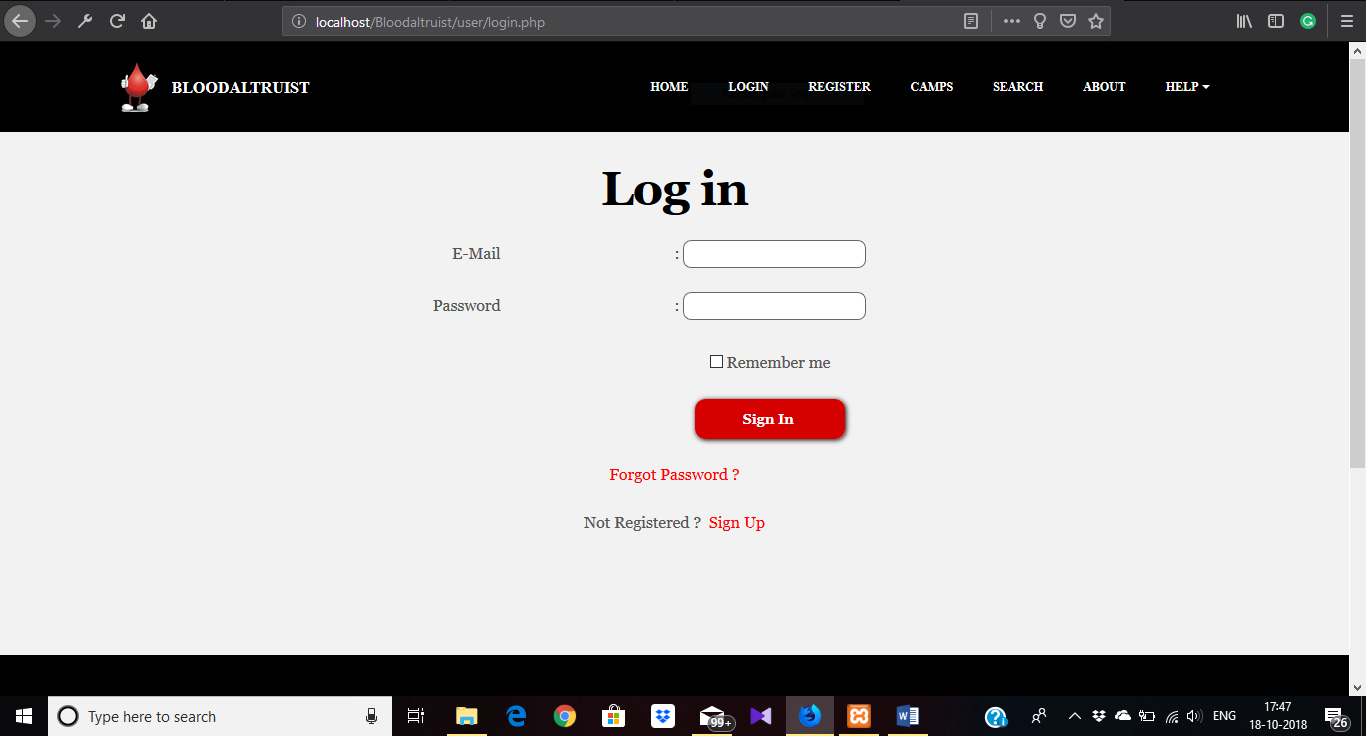 localhost/Bloodaltruist/user/login.php
BLOODALTRUIST
HOME LOGIN REGISTER CAMPS SEARCH ABOUT HELP
Log in
E-Mail :
Password :
Remember me
Sign In
Forgot Password ?
Not Registered ? Sign Up
Type here to search
99+
ENG
17:47
18-10-2018
26